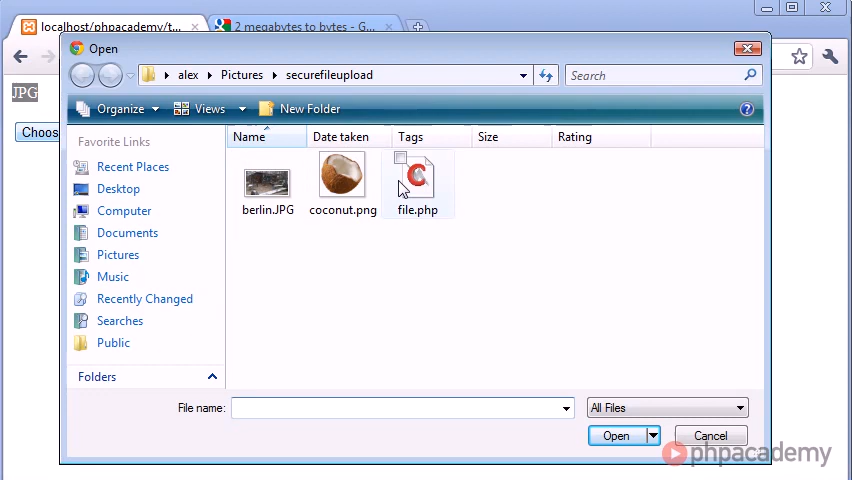 localhost/phpacademy/t...
2 megabytes to bytes - G...
Open
alex
Pictures
securefileupload
Search
JPG
Organize
Views
New Folder
Choos
Favorite Links
Name
Date taken
Tags
Size
Rating
Recent Places
Desktop
Computer
Documents
Pictures
Music
Recently Changed
Searches
Public
Folders
berlin.JPG
coconut.png
file.php
File name:
All Files
Open
Cancel
phpacademy